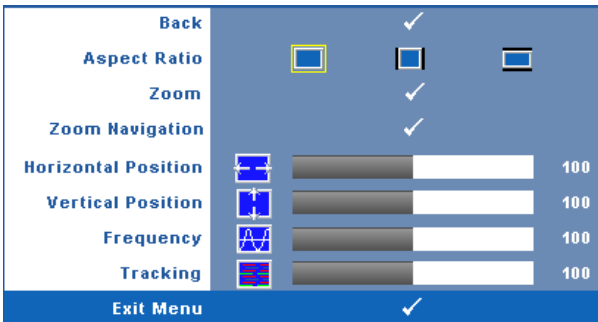 Back
Aspect Ratio
Zoom
Zoom Navigation
Horizontal Position 100
Vertical Position 100
Frequency 100
Tracking 100
Exit Menu